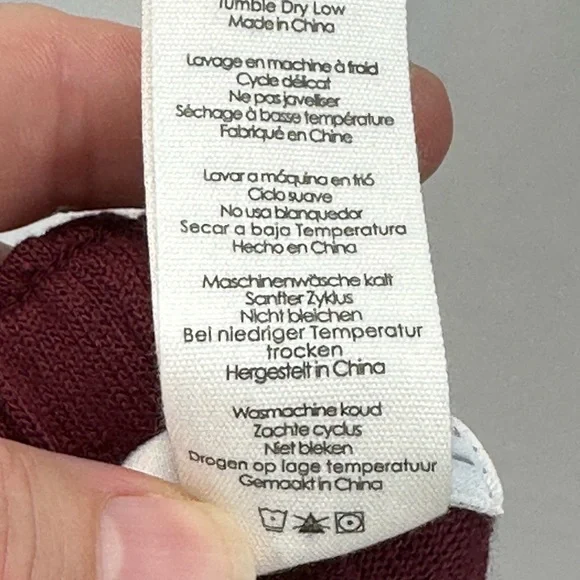 Tumble Dry Low
Made in China
Lavage en machine à froid
Cycle délicat
Ne pas javeliser
Séchage à basse température
Fabriqué en Chine
Lavar a máquina en frió
Ciclo suave
No usa blanquedor
Secar a baja Temperatura
Hecho en China
Maschinenwäsche kalt
Sanfter Zyklus
Nicht bleichen
Bei niedriger Temperatur
trocken
Hergestelt in China
Wasmachine koud
Zachte cyclus
Niet bleken
Drogen op lage temperatuur
Gemaakt in China